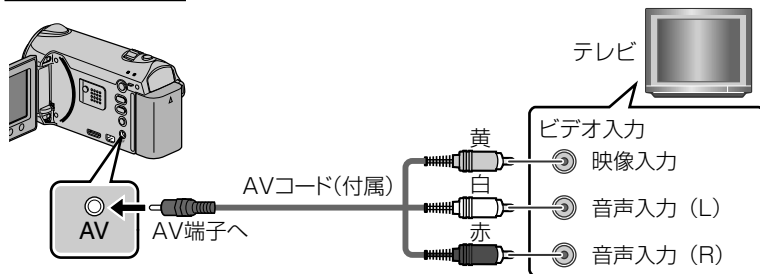 テレビ
ビデオ入力
黄
映像入力
AVコード(付属)
白
音声入力（L）
AV
AV端子へ
赤
音声入力（R）